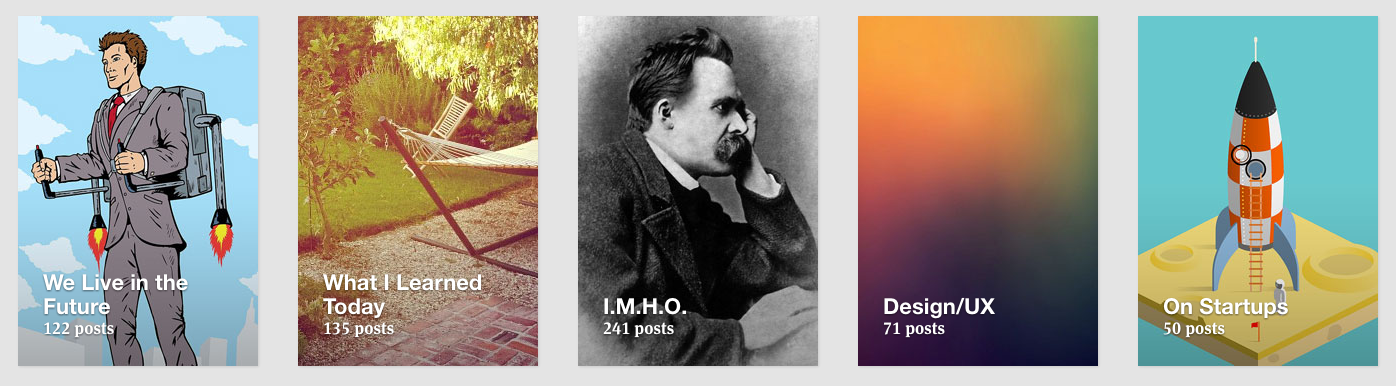 We Live in the
Future
122 posts
What I Learned
Today
135 posts
I.M.H.O.
241 posts
Design/UX
71 posts
On Startups
50 posts